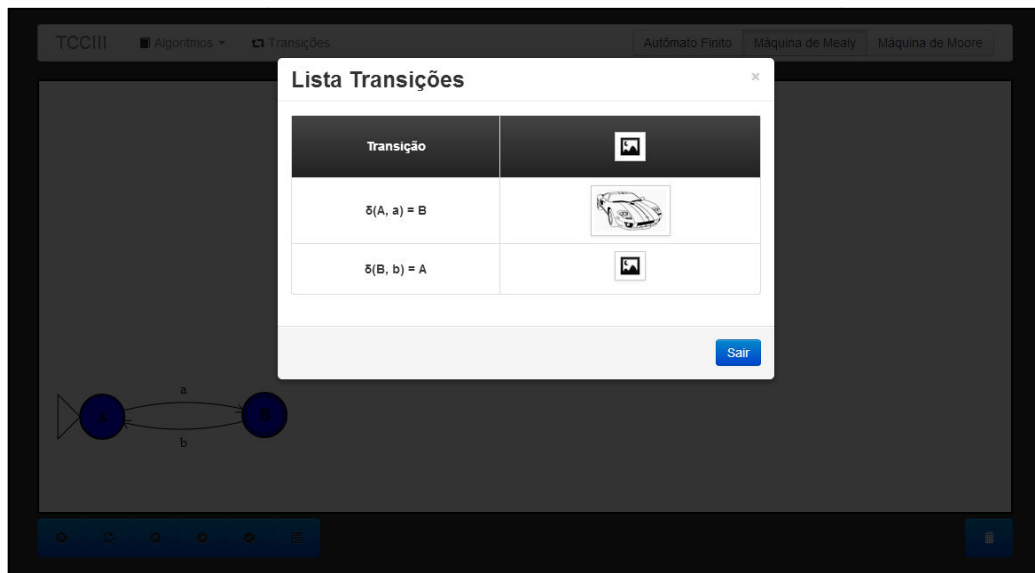 TCCIII Algoritmos Transições Autômato Finito Máquina de Mealy Máquina de Moore
Lista Transições ×
Transição
δ(A, a) = B
δ(B, b) = A
Sair
a
A B
b